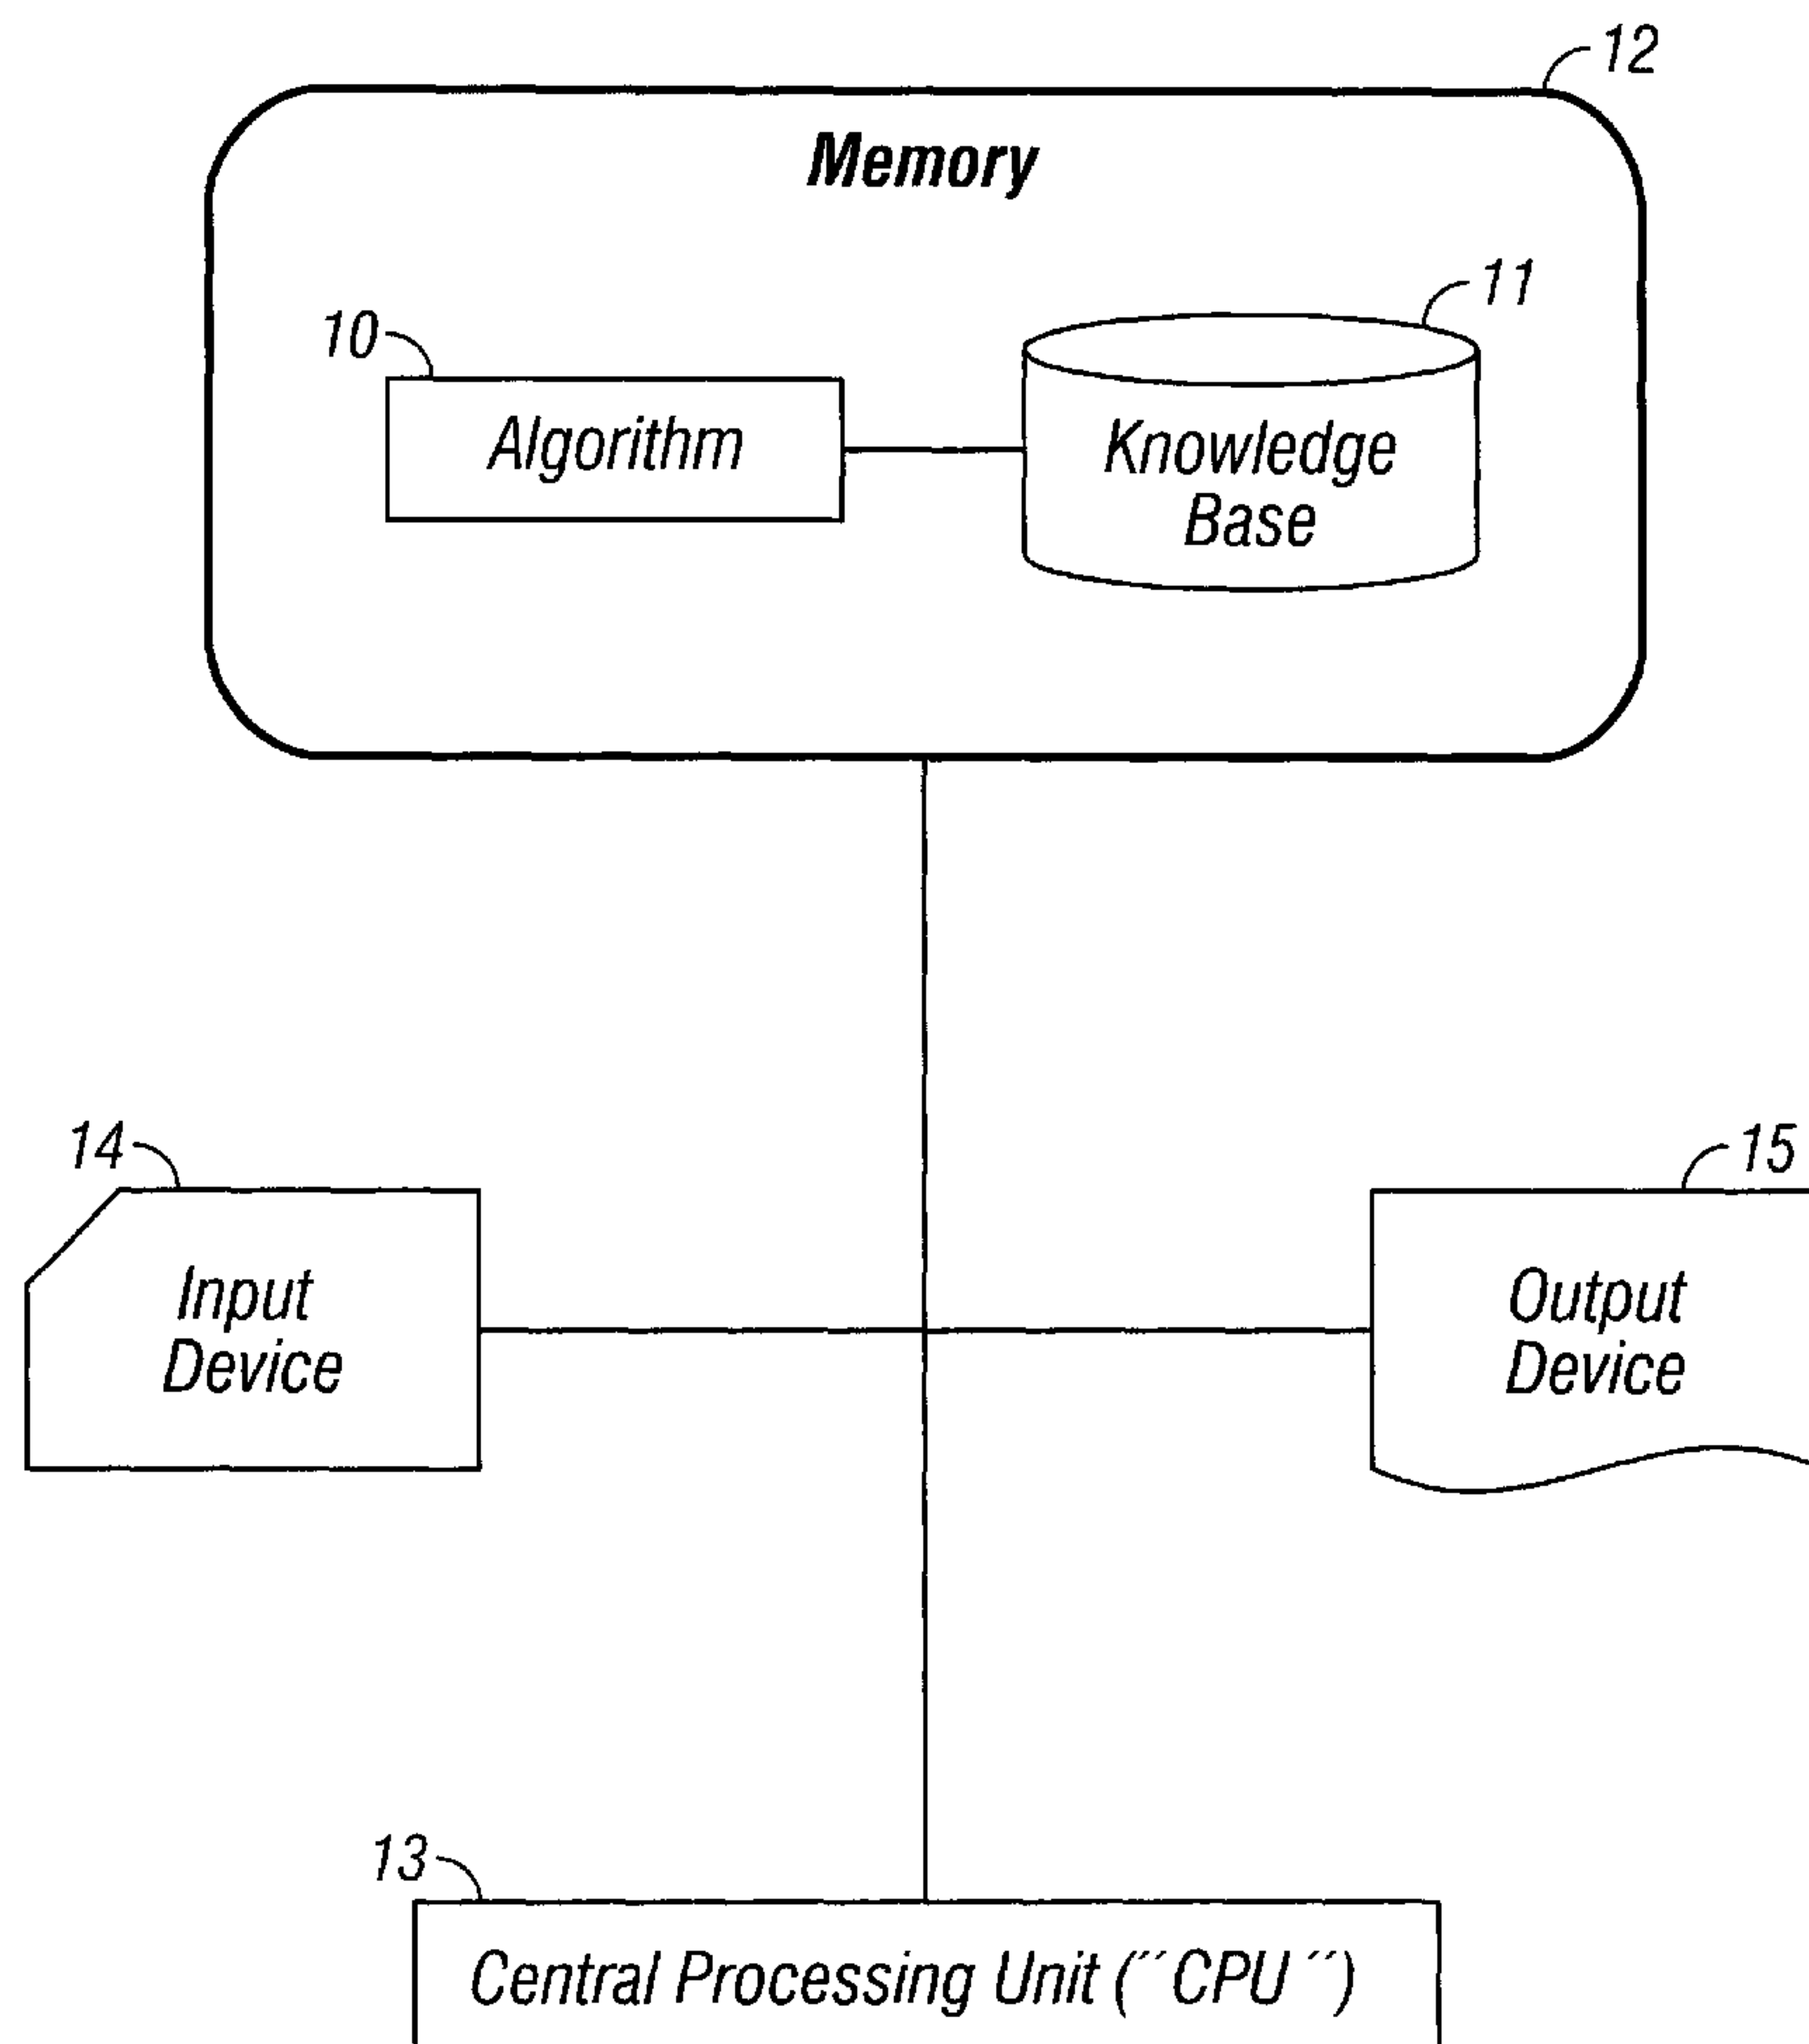 12
Memory
11
10
Algorithm
Knowledge
Base
14
15
Input
Device
Output
Device
13
Central Processing Unit (˝CPU˝)